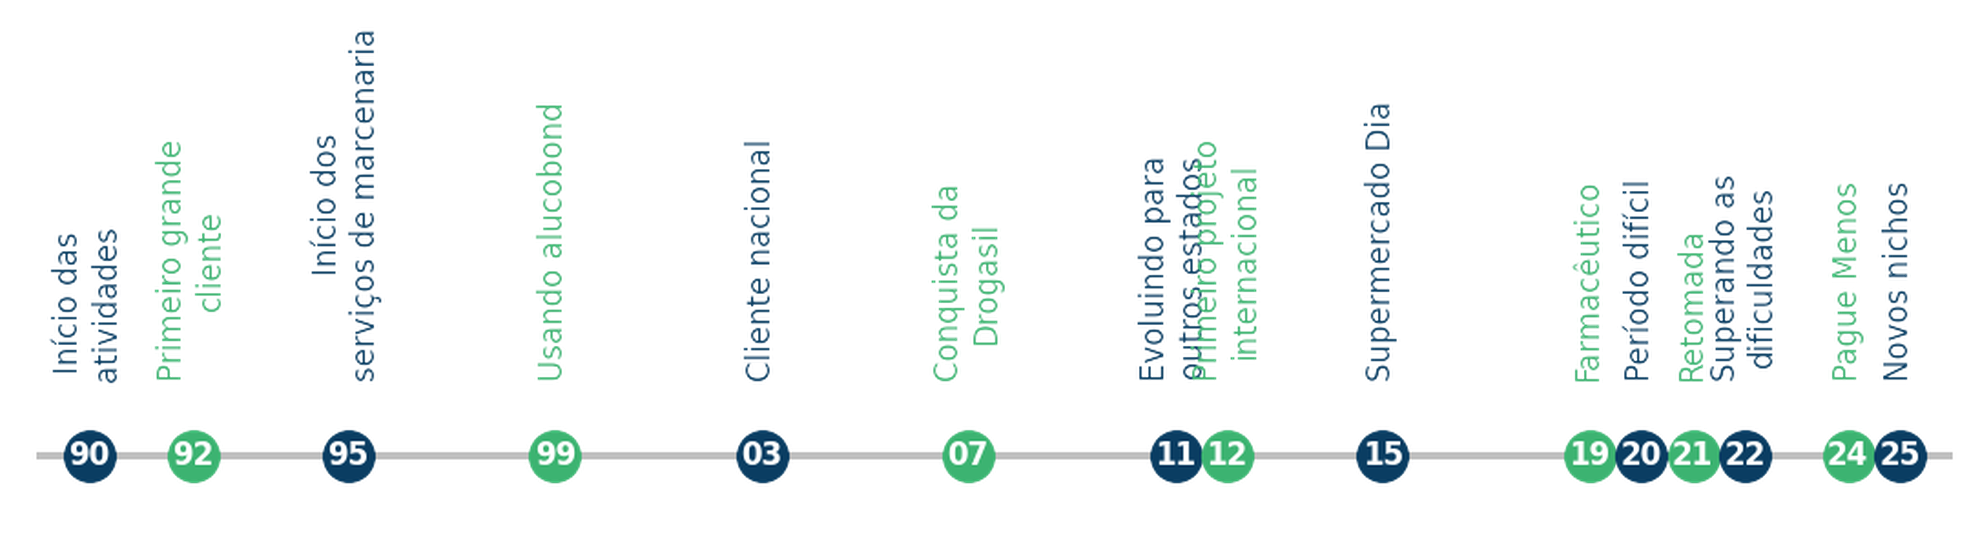 Início das
atividades
Primeiro grande
cliente
Início dos
serviços de marcenaria
Usando alucobond
Cliente nacional
Conquista da
Drogasil
Evoluindo para
outros estados
Primeiro projeto
internacional
Supermercado Dia
Farmacêutico
Período difícil
Retomada
Superando as
dificuldades
Pague Menos
Novos nichos
90
92
95
99
03
07
11
12
15
19
20
21
22
24
25